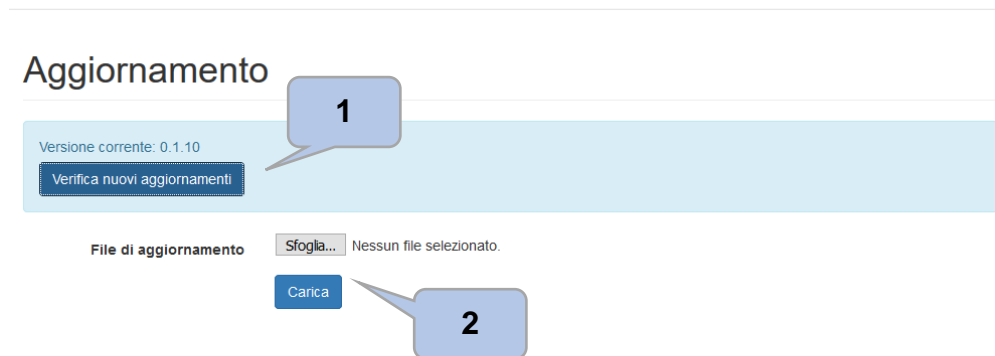 Aggiornamento
1
Versione corrente: 0.1.10
Verifica nuovi aggiornamenti
File di aggiornamento Sfoglia... Nessun file selezionato.
Carica
2